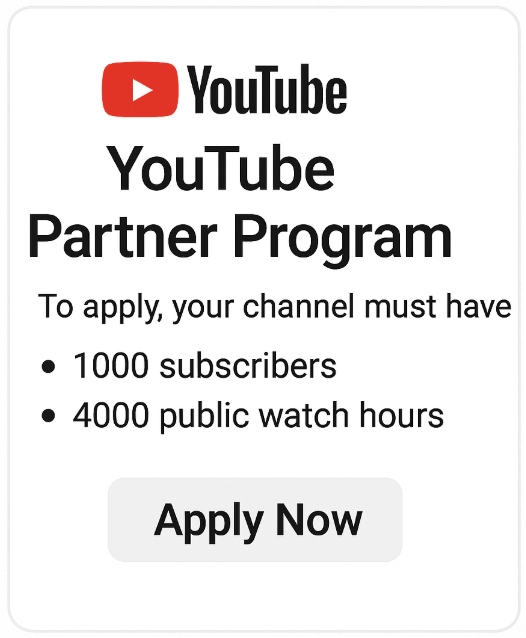 YouTube
YouTube
Partner Program
To apply, your channel must have
• 1000 subscribers
• 4000 public watch hours
Apply Now